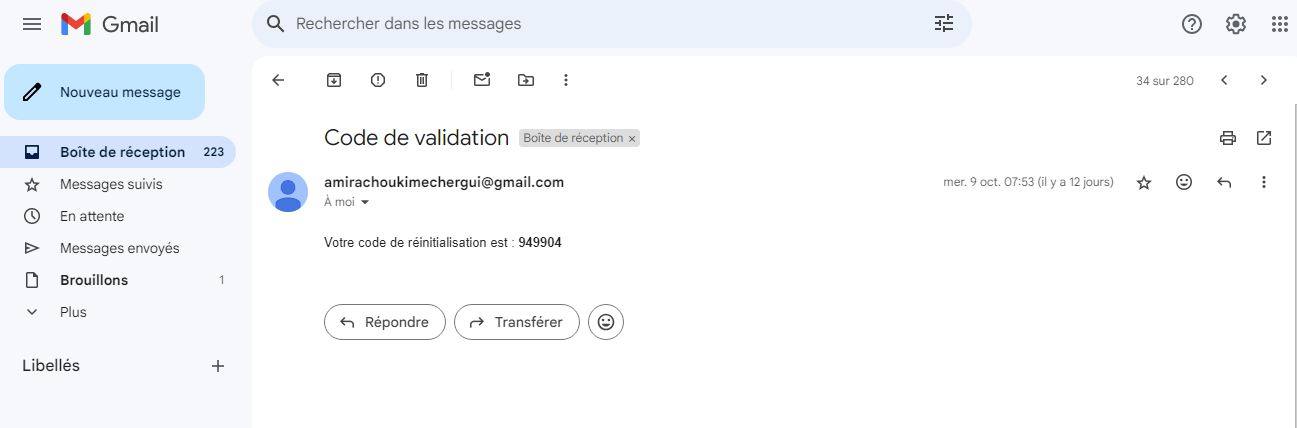 Gmail
Rechercher dans les messages
Nouveau message
34 sur 280
Boîte de réception 223
Messages suivis
En attente
Messages envoyés
Brouillons 1
Plus
Libellés
Code de validation Boîte de réception ×
amirachoukimechergui@gmail.com
mer. 9 oct. 07:53 (il y a 12 jours)
À moi
Votre code de réinitialisation est : 949904
Répondre
Transférer